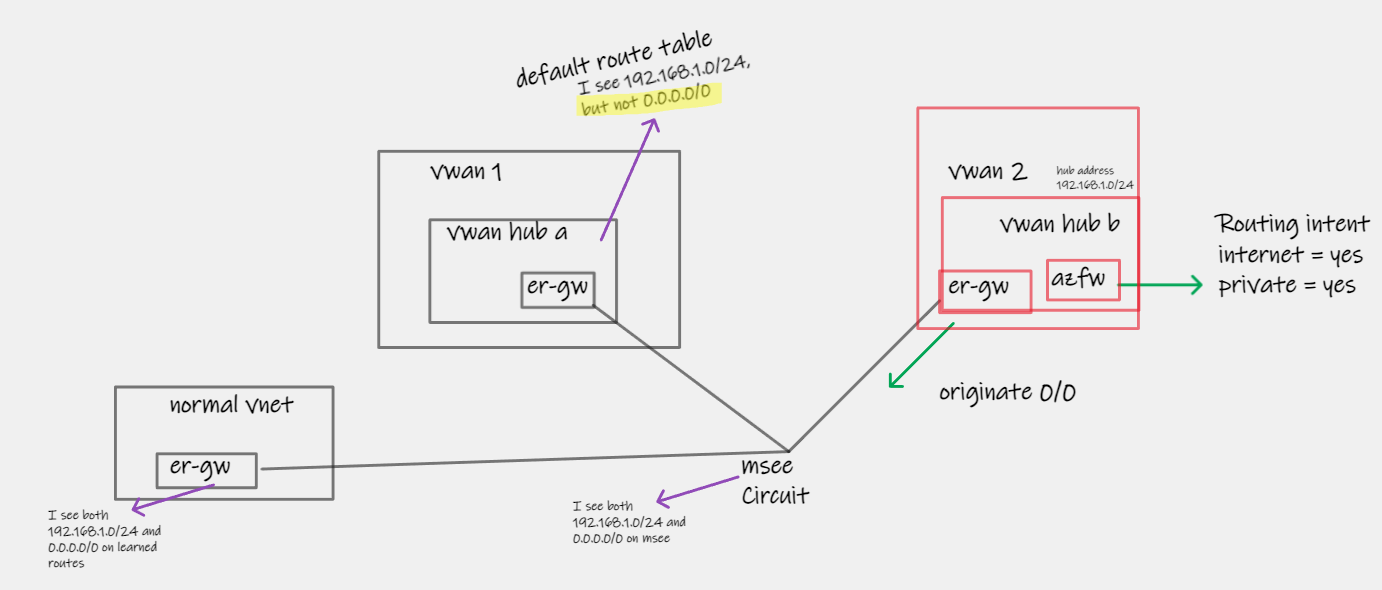 default route table
I see 192.168.1.0/24,
but not 0.0.0.0/0
vwan 1
vwan hub a
er-gw
vwan 2
hub address
192.168.1.0/24
vwan hub b
er-gw
azfw
Routing intent
internet = yes
private = yes
originate 0/0
normal vnet
er-gw
I see both
192.168.1.0/24 and
0.0.0.0/0 on learned
routes
msee
Circuit
I see both
192.168.1.0/24 and
0.0.0.0/0 on msee